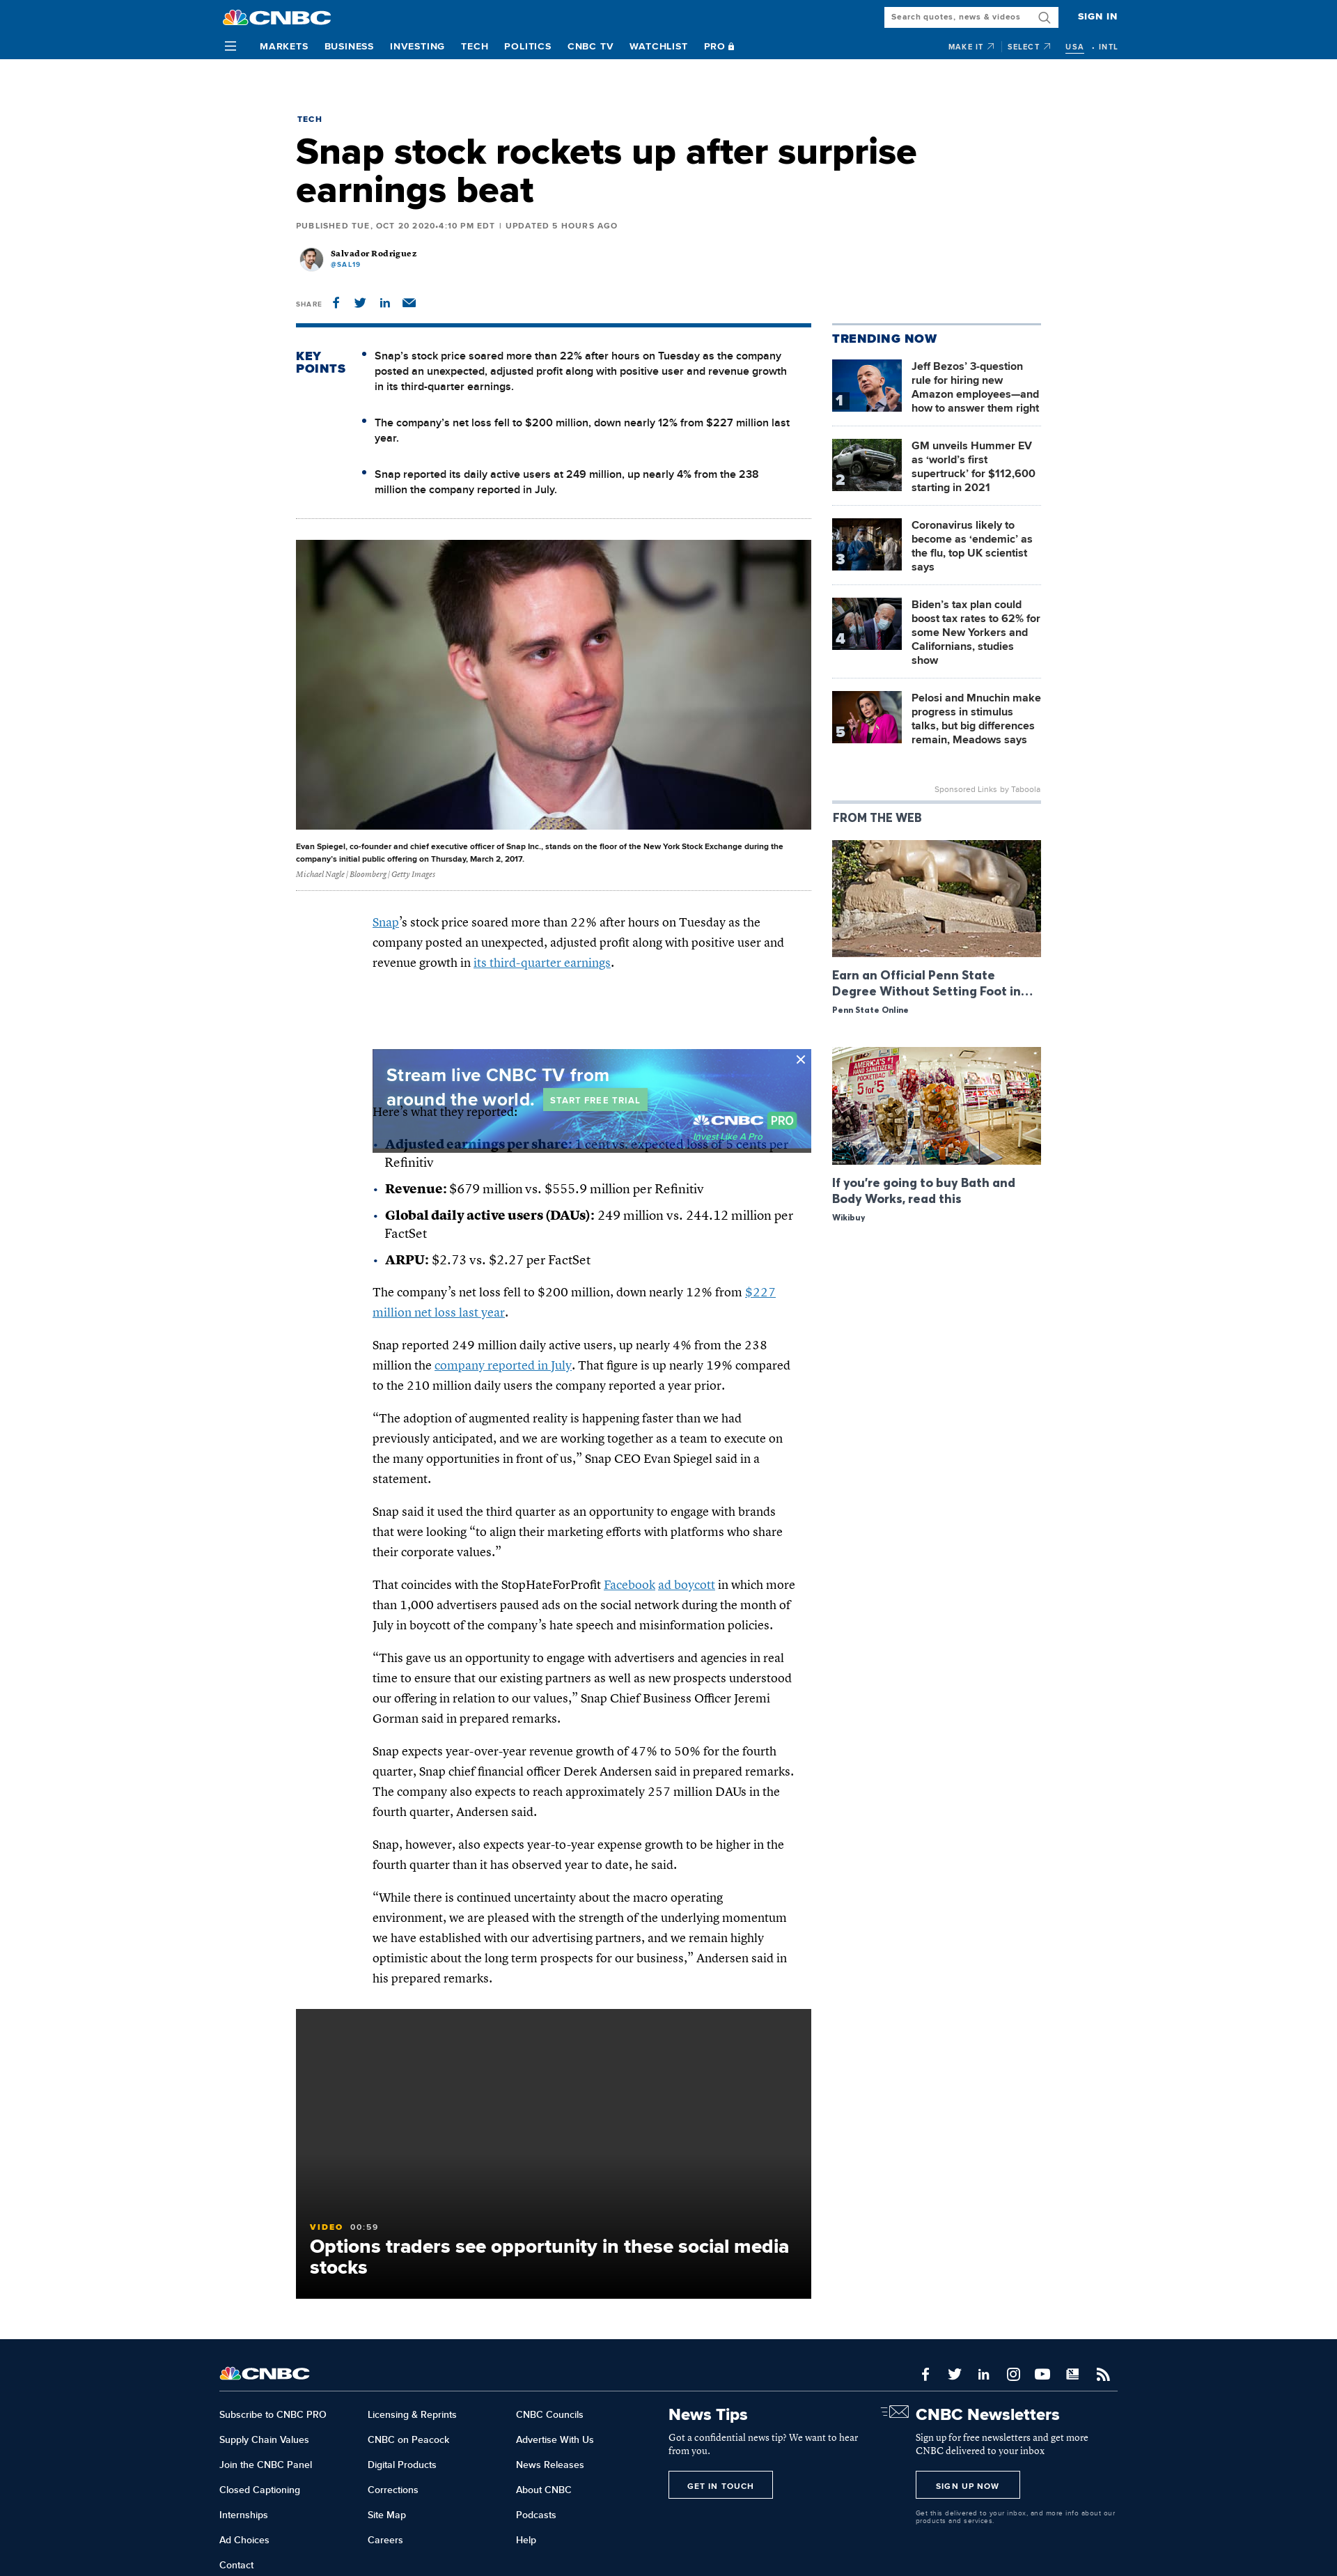 CNBC
Search quotes, news & videos
SIGN IN
MARKETS BUSINESS INVESTING TECH POLITICS CNBC TV WATCHLIST PRO
MAKE IT SELECT USA • INTL
TECH
Snap stock rockets up after surprise
earnings beat
PUBLISHED TUE, OCT 20 2020•4:10 PM EDT | UPDATED 5 HOURS AGO
Salvador Rodriguez
@SAL19
SHARE
KEY
POINTS
Snap’s stock price soared more than 22% after hours on Tuesday as the company
posted an unexpected, adjusted profit along with positive user and revenue growth
in its third-quarter earnings.
The company’s net loss fell to $200 million, down nearly 12% from $227 million last
year.
Snap reported its daily active users at 249 million, up nearly 4% from the 238
million the company reported in July.
Evan Spiegel, co-founder and chief executive officer of Snap Inc., stands on the floor of the New York Stock Exchange during the
company’s initial public offering on Thursday, March 2, 2017.
Michael Nagle | Bloomberg | Getty Images
Snap’s stock price soared more than 22% after hours on Tuesday as the
company posted an unexpected, adjusted profit along with positive user and
revenue growth in its third-quarter earnings.
Stream live CNBC TV from
around the world. START FREE TRIAL
CNBC PRO
Invest Like A Pro
Here’s what they reported:
Adjusted earnings per share: 1 cent vs. expected loss of 5 cents per
Refinitiv
Revenue: $679 million vs. $555.9 million per Refinitiv
Global daily active users (DAUs): 249 million vs. 244.12 million per
FactSet
ARPU: $2.73 vs. $2.27 per FactSet
The company’s net loss fell to $200 million, down nearly 12% from $227
million net loss last year.
Snap reported 249 million daily active users, up nearly 4% from the 238
million the company reported in July. That figure is up nearly 19% compared
to the 210 million daily users the company reported a year prior.
“The adoption of augmented reality is happening faster than we had
previously anticipated, and we are working together as a team to execute on
the many opportunities in front of us,” Snap CEO Evan Spiegel said in a
statement.
Snap said it used the third quarter as an opportunity to engage with brands
that were looking “to align their marketing efforts with platforms who share
their corporate values.”
That coincides with the StopHateForProfit Facebook ad boycott in which more
than 1,000 advertisers paused ads on the social network during the month of
July in boycott of the company’s hate speech and misinformation policies.
“This gave us an opportunity to engage with advertisers and agencies in real
time to ensure that our existing partners as well as new prospects understood
our offering in relation to our values,” Snap Chief Business Officer Jeremi
Gorman said in prepared remarks.
Snap expects year-over-year revenue growth of 47% to 50% for the fourth
quarter, Snap chief financial officer Derek Andersen said in prepared remarks.
The company also expects to reach approximately 257 million DAUs in the
fourth quarter, Andersen said.
Snap, however, also expects year-to-year expense growth to be higher in the
fourth quarter than it has observed year to date, he said.
“While there is continued uncertainty about the macro operating
environment, we are pleased with the strength of the underlying momentum
we have established with our advertising partners, and we remain highly
optimistic about the long term prospects for our business,” Andersen said in
his prepared remarks.
VIDEO 00:59
Options traders see opportunity in these social media
stocks
TRENDING NOW
1
Jeff Bezos’ 3-question
rule for hiring new
Amazon employees—and
how to answer them right
2
GM unveils Hummer EV
as ‘world’s first
supertruck’ for $112,600
starting in 2021
3
Coronavirus likely to
become as ‘endemic’ as
the flu, top UK scientist
says
4
Biden’s tax plan could
boost tax rates to 62% for
some New Yorkers and
Californians, studies
show
5
Pelosi and Mnuchin make
progress in stimulus
talks, but big differences
remain, Meadows says
Sponsored Links by Taboola
FROM THE WEB
Earn an Official Penn State
Degree Without Setting Foot in…
Penn State Online
AMERICA'S
#1
HAND SANITIZERS
POCKETBAC
5 for $5
If you’re going to buy Bath and
Body Works, read this
Wikibuy
CNBC
Subscribe to CNBC PRO
Supply Chain Values
Join the CNBC Panel
Closed Captioning
Internships
Ad Choices
Contact
Licensing & Reprints
CNBC on Peacock
Digital Products
Corrections
Site Map
Careers
CNBC Councils
Advertise With Us
News Releases
About CNBC
Podcasts
Help
News Tips
Got a confidential news tip? We want to hear
from you.
GET IN TOUCH
CNBC Newsletters
Sign up for free newsletters and get more
CNBC delivered to your inbox
SIGN UP NOW
Get this delivered to your inbox, and more info about our
products and services.